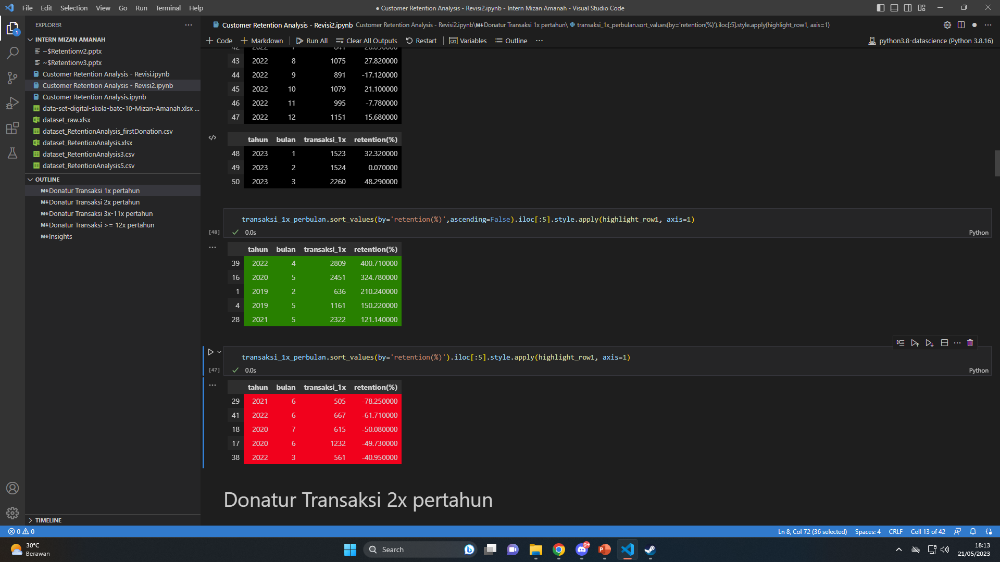 File Edit Selection View Go Run Terminal Help
● Customer Retention Analysis - Revisi2.ipynb - Intern Mizan Amanah - Visual Studio Code
EXPLORER
INTERN MIZAN AMANAH
~$Retentionv2.pptx
~$Retentionv3.pptx
Customer Retention Analysis - Revisi.ipynb
Customer Retention Analysis - Revisi2.ipynb
Customer Retention Analysis.ipynb
data-set-digital-skola-batc-10-Mizan-Amanah.xlsx ...
dataset_raw.xlsx
dataset_RetentionAnalysis_firstDonation.csv
dataset_RetentionAnalysis.xlsx
dataset_RetentionAnalysis3.csv
dataset_RetentionAnalysis5.csv
OUTLINE
M↓Donatur Transaksi 1x pertahun
M↓Donatur Transaksi 2x pertahun
M↓Donatur Transaksi 3x-11x pertahun
M↓Donatur Transaksi >= 12x pertahun
M↓Insights
TIMELINE
1
Customer Retention Analysis - Revisi2.ipynb Customer Retention Analysis - Revisi2.ipynb\M↓Donatur Transaksi 1x pertahun\ transaksi_1x_perbulan.sort_values(by='retention(%)').iloc[:5].style.apply(highlight_row1, axis=1)
+ Code + Markdown Run All Clear All Outputs Restart Variables Outline ...
python3.8-datascience (Python 3.8.16)
43 2022 8 1075 27.820000
44 2022 9 891 -17.120000
45 2022 10 1079 21.100000
46 2022 11 995 -7.780000
47 2022 12 1151 15.680000
tahun bulan transaksi_1x retention(%)
48 2023 1 1523 32.320000
49 2023 2 1524 0.070000
50 2023 3 2260 48.290000
transaksi_1x_perbulan.sort_values(by='retention(%)',ascending=False).iloc[:5].style.apply(highlight_row1, axis=1)
[48] 0.0s Python
tahun bulan transaksi_1x retention(%)
39 2022 4 2809 400.710000
16 2020 5 2451 324.780000
1 2019 2 636 210.240000
4 2019 5 1161 150.220000
28 2021 5 2322 121.140000
transaksi_1x_perbulan.sort_values(by='retention(%)').iloc[:5].style.apply(highlight_row1, axis=1)
[47] 0.0s Python
tahun bulan transaksi_1x retention(%)
29 2021 6 505 -78.250000
41 2022 6 667 -61.710000
18 2020 7 615 -50.080000
17 2020 6 1232 -49.730000
38 2022 3 561 -40.950000
Donatur Transaksi 2x pertahun
0 0
Ln 8, Col 72 (36 selected) Spaces: 4 CRLF Cell 13 of 42
30°C
Berawan
Search
9+
18:13
21/05/2023